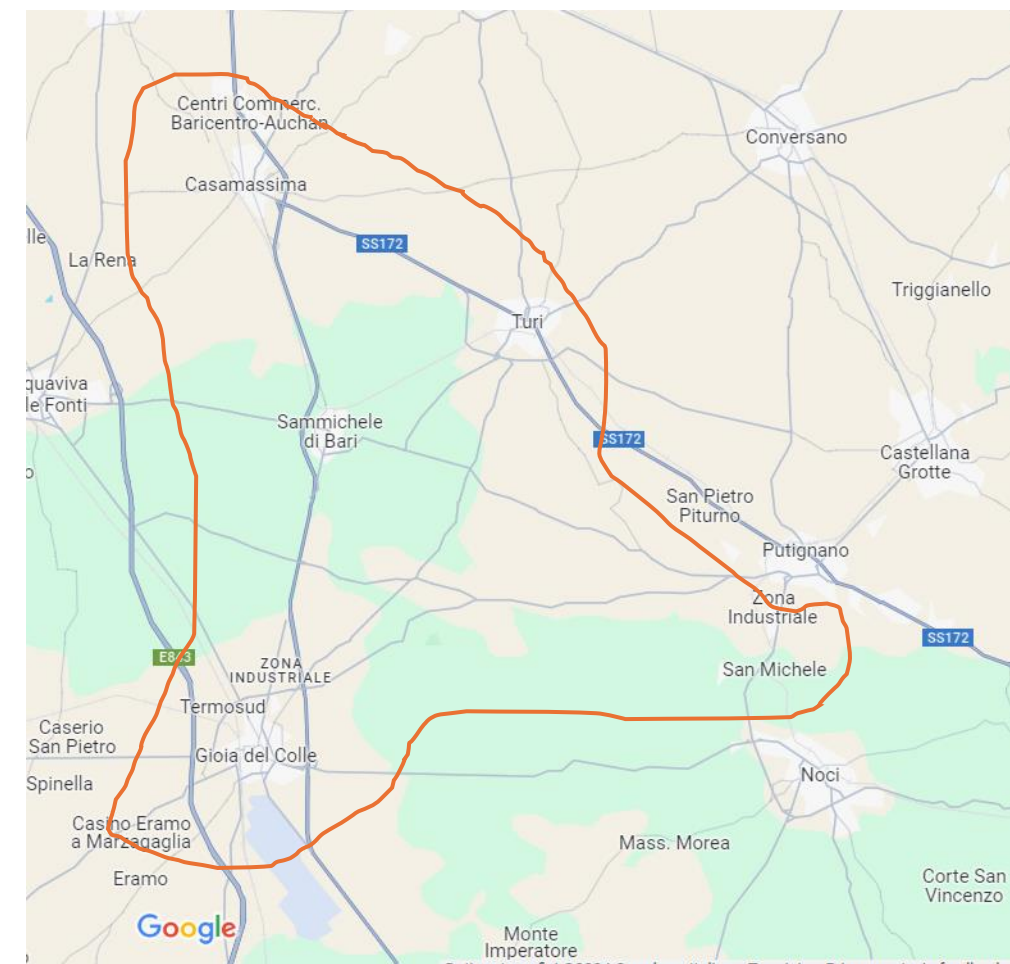 Centri Commerc.
Baricentro-Auchan
Conversano
Casamassima
SS172
lle
La Rena
Triggianello
Turi
quaviva
le Fonti
Sammichele
di Bari
SS172
Castellana
Grotte
San Pietro
Piturno
Putignano
Zona
Industriale
SS172
E843
ZONA
INDUSTRIALE
San Michele
Termosud
Caserio
San Pietro
Gioia del Colle
Noci
Spinella
Casino Eramo
a Marzagaglia
Mass. Morea
Eramo
Corte San
Vincenzo
Google
Monte
Imperatore